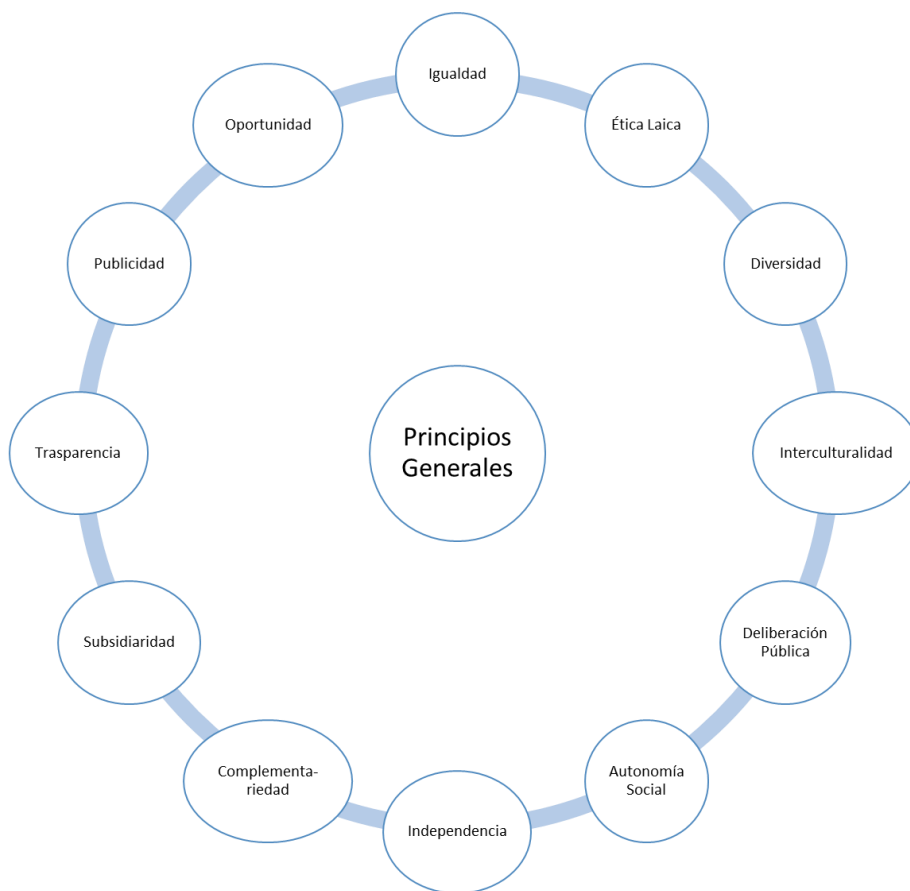 Igualdad
Ética Laica
Diversidad
Interculturalidad
Deliberación
Pública
Autonomía
Social
Independencia
Complementa-
riedad
Subsidiaridad
Trasparencia
Publicidad
Oportunidad
Principios
Generales